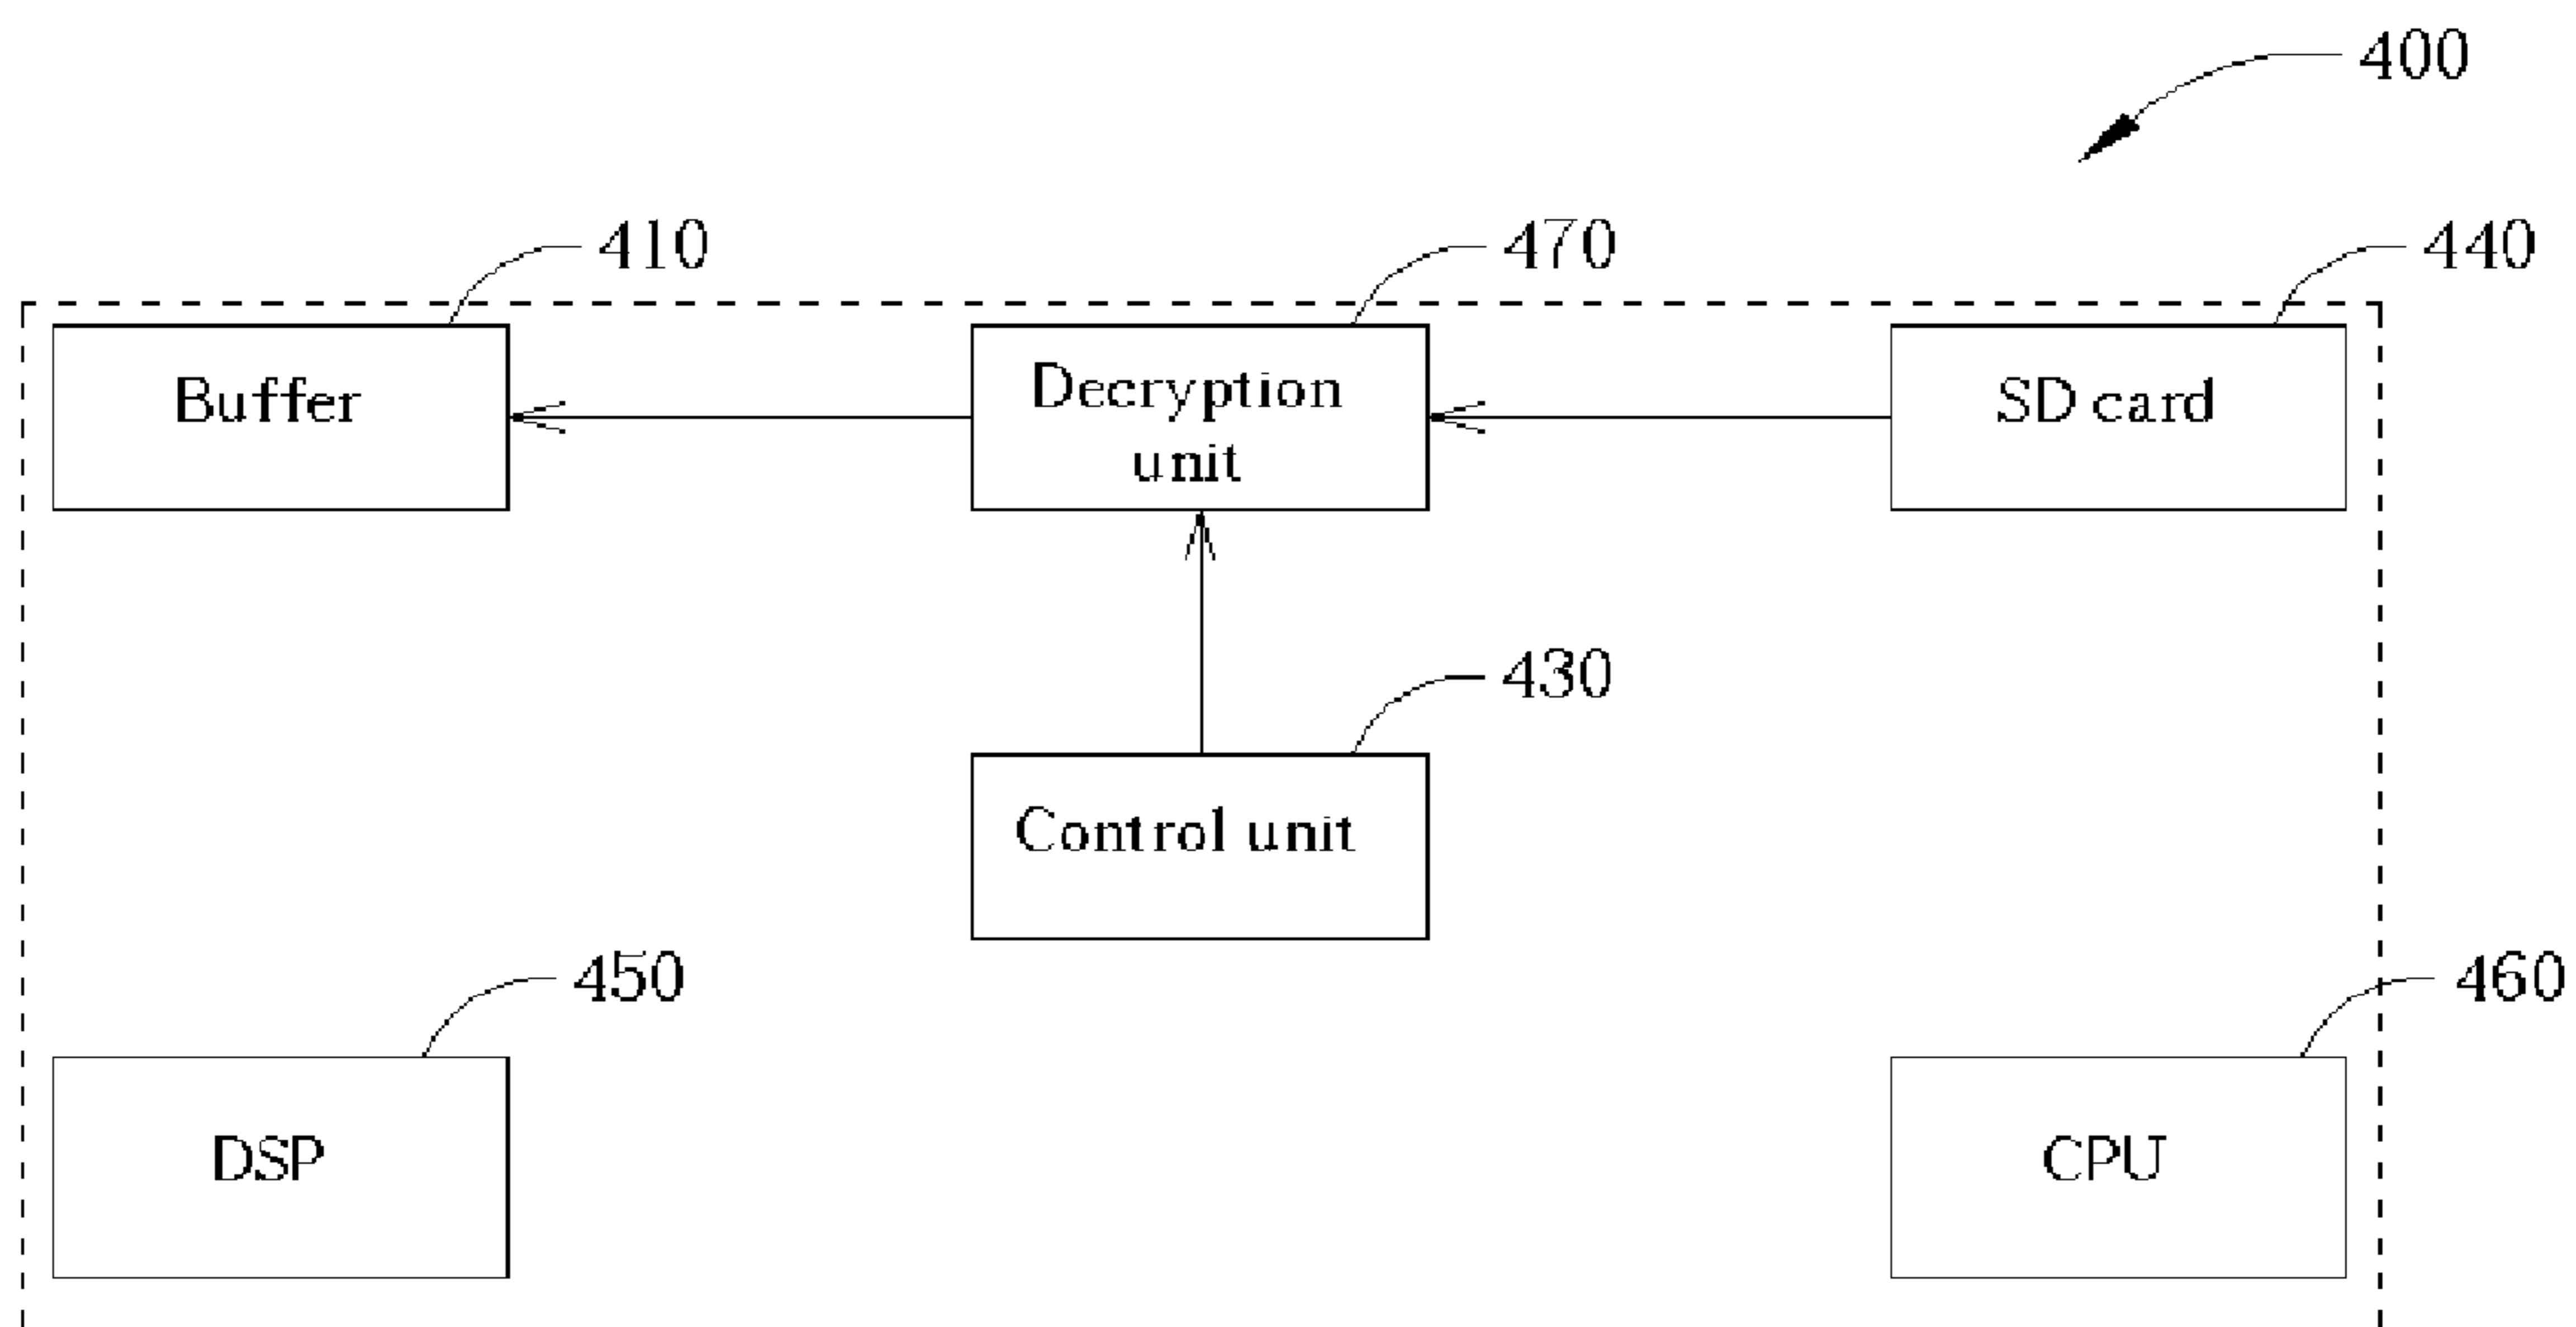 400
410
470
440
Buffer
Decryption
unit
SD card
430
Control unit
450
460
DSP
CPU